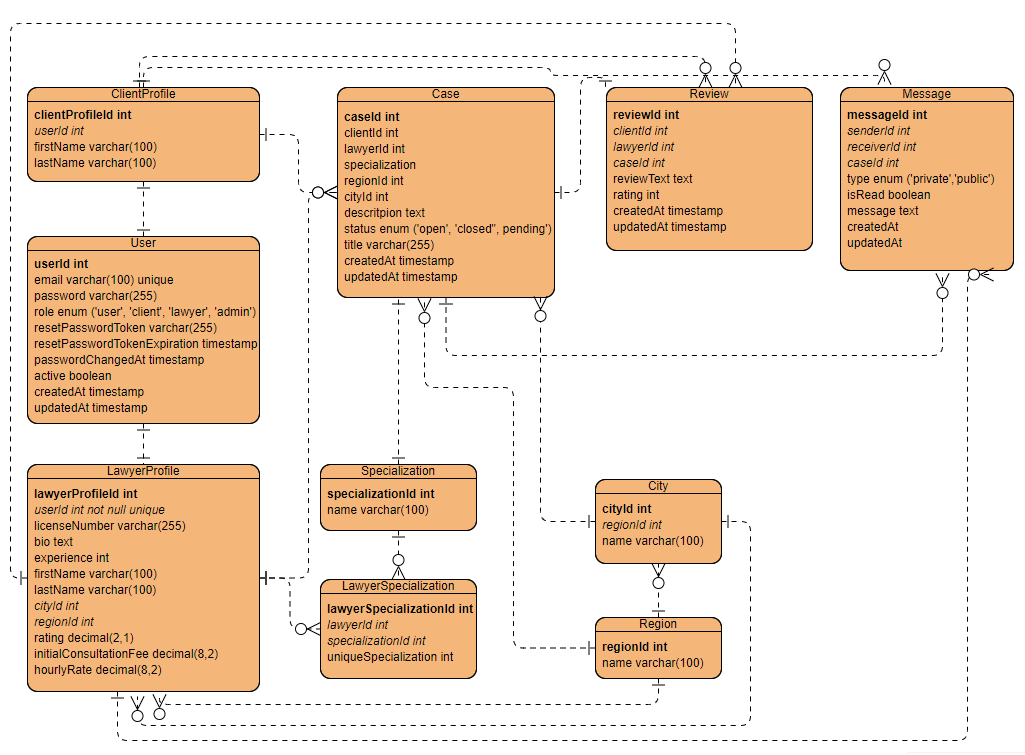 ClientProfile
clientProfileId int
userId int
firstName varchar(100)
lastName varchar(100)
Case
caseId int
clientId int
lawyerId int
specialization
regionId int
cityId int
descritpion text
status enum ('open', 'closed'', pending')
title varchar(255)
createdAt timestamp
updatedAt timestamp
Review
reviewId int
clientId int
lawyerId int
caseId int
reviewText text
rating int
createdAt timestamp
updatedAt timestamp
Message
messageId int
senderId int
receiverId int
caseId int
type enum ('private','public')
isRead boolean
message text
createdAt
updatedAt
User
userId int
email varchar(100) unique
password varchar(255)
role enum ('user', 'client', 'lawyer', 'admin')
resetPasswordToken varchar(255)
resetPasswordTokenExpiration timestamp
passwordChangedAt timestamp
active boolean
createdAt timestamp
updatedAt timestamp
LawyerProfile
lawyerProfileId int
userId int not null unique
licenseNumber varchar(255)
bio text
experience int
firstName varchar(100)
lastName varchar(100)
cityId int
regionId int
rating decimal(2,1)
initialConsultationFee decimal(8,2)
hourlyRate decimal(8,2)
Specialization
specializationId int
name varchar(100)
LawyerSpecialization
lawyerSpecializationId int
lawyerId int
specializationId int
uniqueSpecialization int
City
cityId int
regionId int
name varchar(100)
Region
regionId int
name varchar(100)